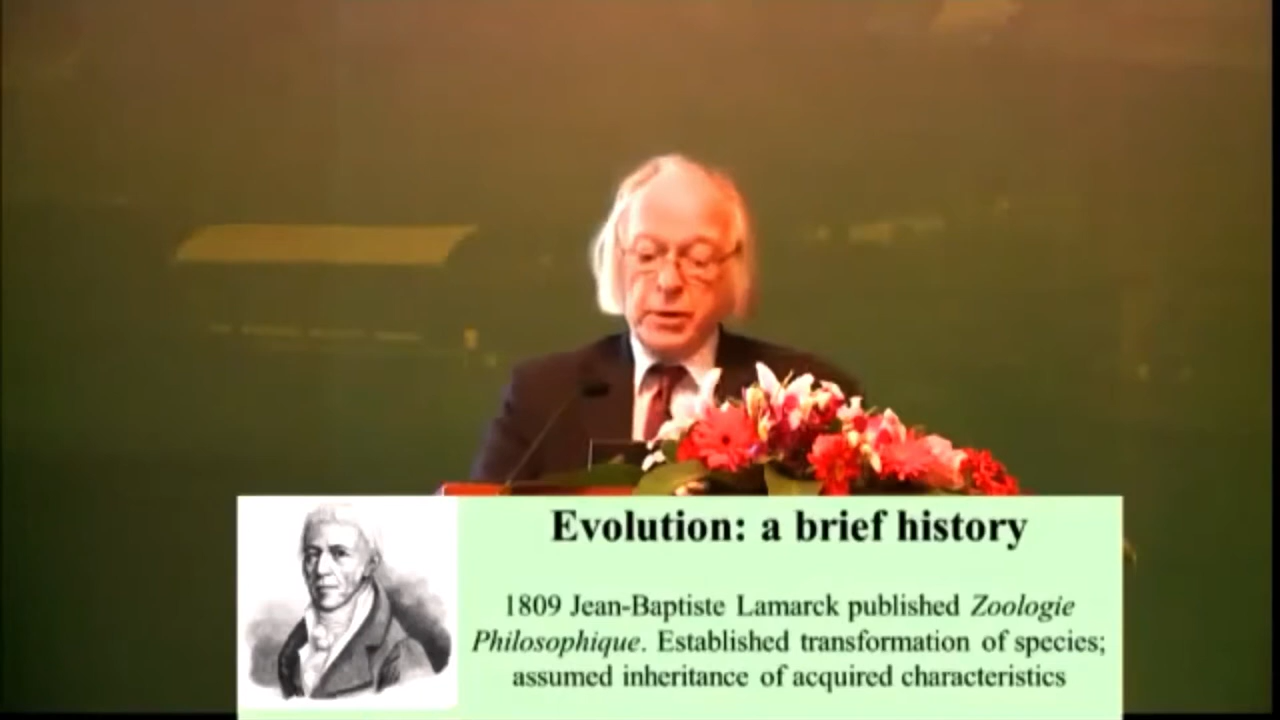 Evolution: a brief history
1809 Jean-Baptiste Lamarck published Zoologie
Philosophique. Established transformation of species;
assumed inheritance of acquired characteristics